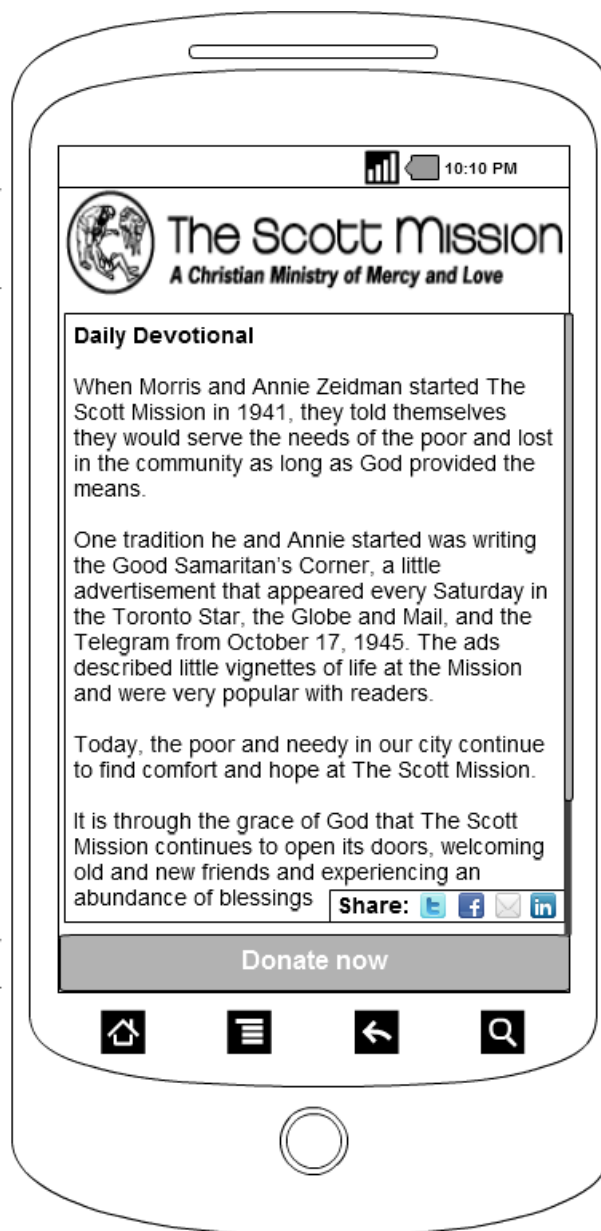 10:10 PM
The Scott Mission
A Christian Ministry of Mercy and Love
Daily Devotional
When Morris and Annie Zeidman started The
Scott Mission in 1941, they told themselves
they would serve the needs of the poor and lost
in the community as long as God provided the
means.
One tradition he and Annie started was writing
the Good Samaritan's Corner, a little
advertisement that appeared every Saturday in
the Toronto Star, the Globe and Mail, and the
Telegram from October 17, 1945. The ads
described little vignettes of life at the Mission
and were very popular with readers.
Today, the poor and needy in our city continue
to find comfort and hope at The Scott Mission.
It is through the grace of God that The Scott
Mission continues to open its doors, welcoming
old and new friends and experiencing an
abundance of blessings
Share:
Donate now